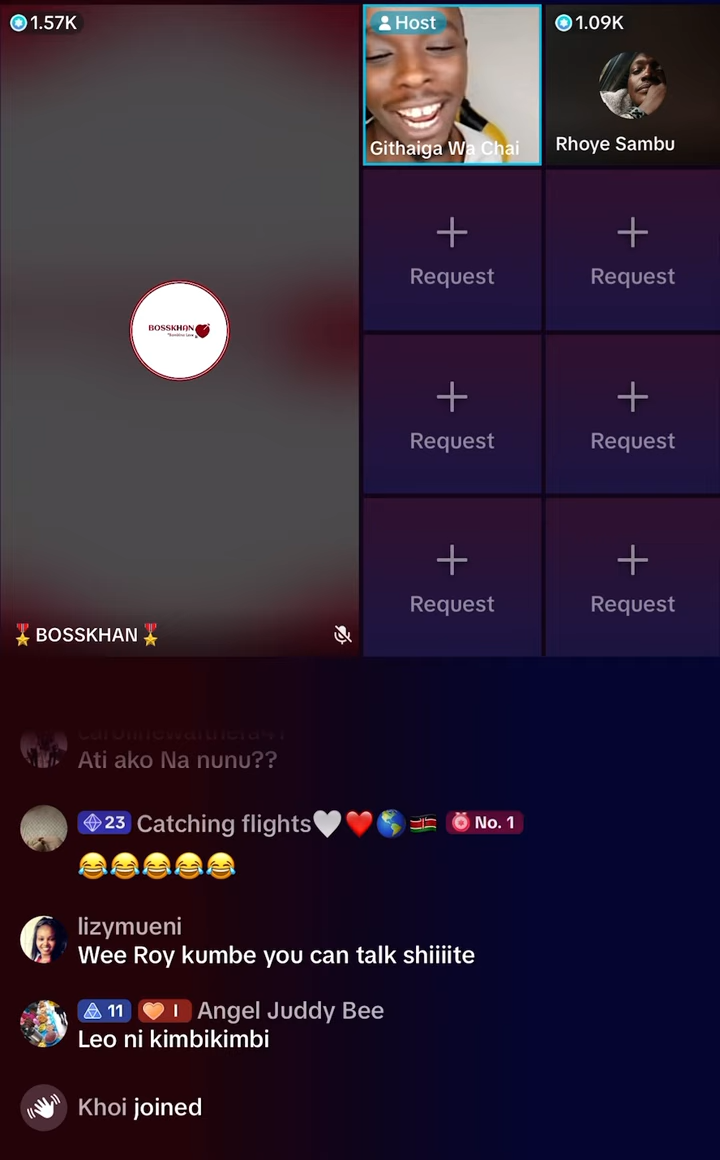 1.57K
Host
Githaiga Wa Chai
1.09K
Rhoye Sambu
Request
Request
BOSSKHAN
Request
Request
Request
Request
🎖️BOSSKHAN🎖️
Ati ako Na nunu??
23 Catching flights🤍❤️🌎🇰🇪 No. 1
😂😂😂😂😂
lizymueni
Wee Roy kumbe you can talk shiiiite
11 I Angel Juddy Bee
Leo ni kimbikimbi
Khoi joined